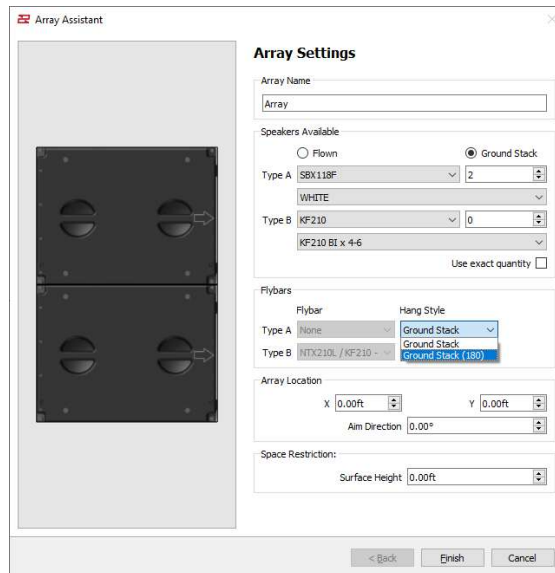 Array Assistant
Array Settings
Array Name
Array
Speakers Available
Flown Ground Stack
Type A SBX118F 2
WHITE
Type B KF210 0
KF210 BI x 4-6
Use exact quantity
Flybars
Flybar Hang Style
Type A None Ground Stack
Ground Stack
Type B NTX210L / KF210 - Ground Stack (180)
Array Location
X 0.00ft Y 0.00ft
Aim Direction 0.00°
Space Restriction:
Surface Height 0.00ft
< Back Finish Cancel